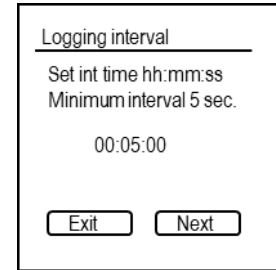 Logging interval
Set int time hh:mm:ss
Minimum interval 5 sec.
00:05:00
Exit Next